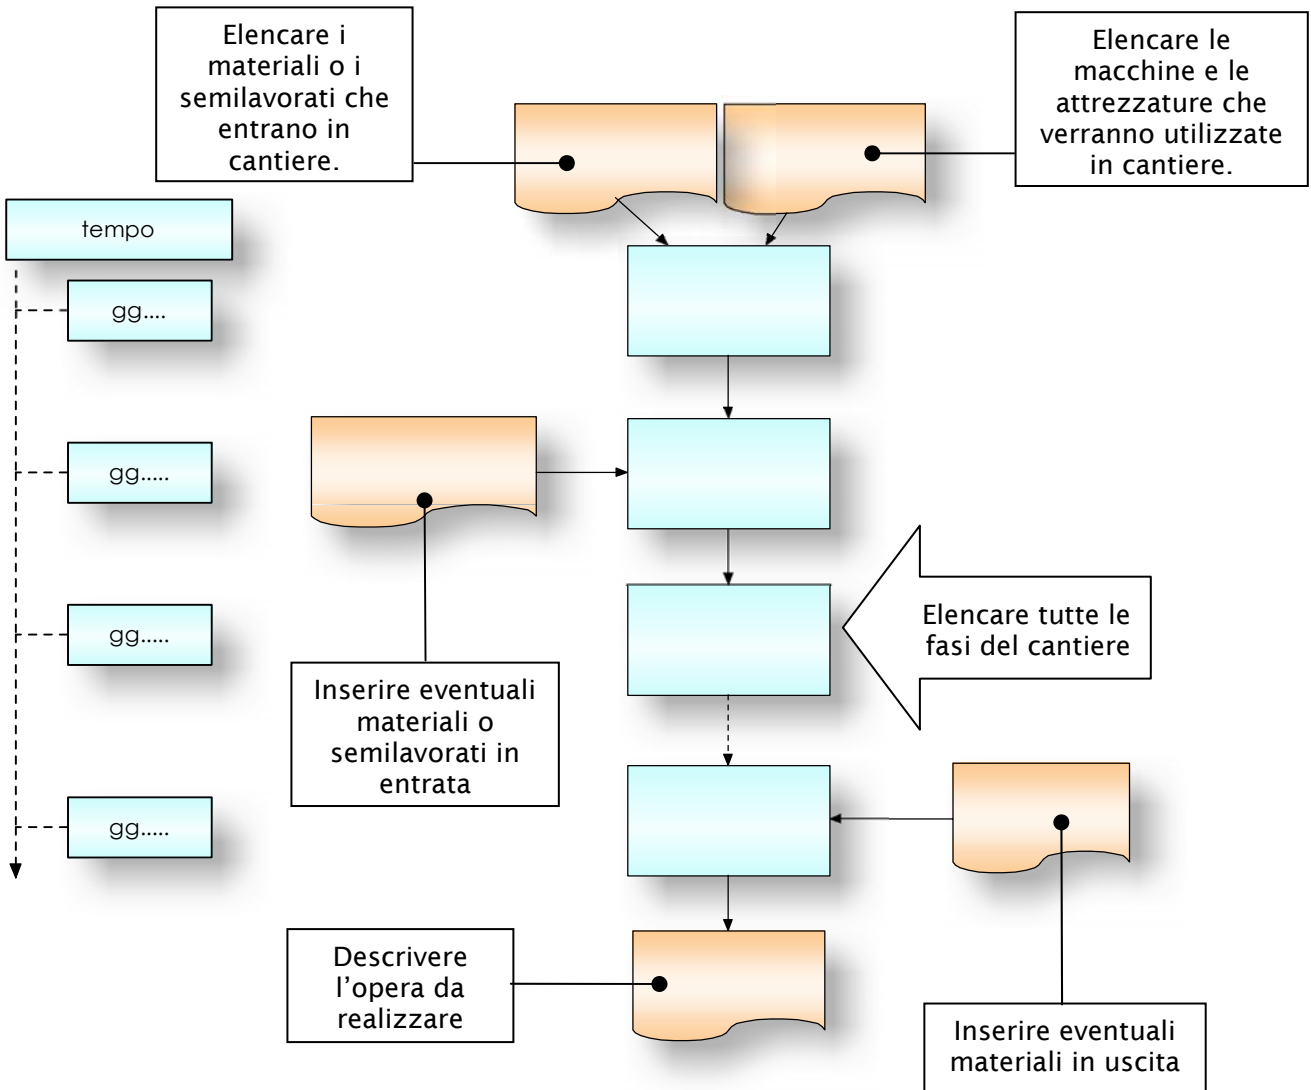 Elencare i
materiali o i
semilavorati che
entrano in
cantiere.
Elencare le
macchine e le
attrezzature che
verranno utilizzate
in cantiere.
tempo
gg....
gg.....
gg.....
gg.....
Elencare tutte le
fasi del cantiere
Inserire eventuali
materiali o
semilavorati in
entrata
Descrivere
l’opera da
realizzare
Inserire eventuali
materiali in uscita